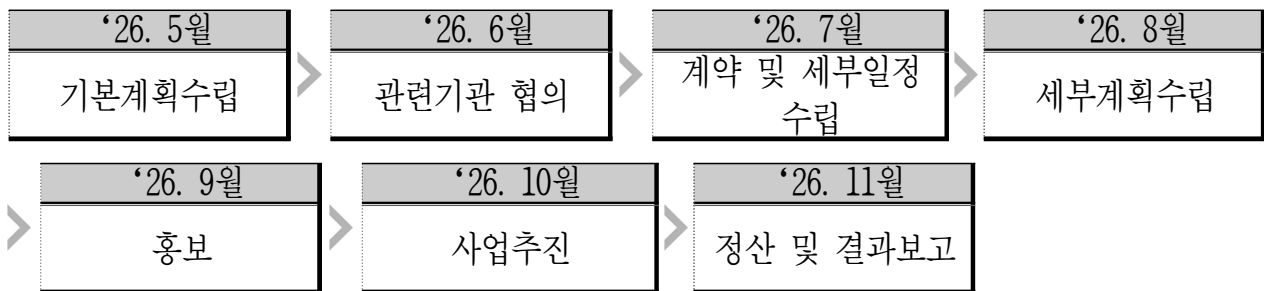 ‘26. 5월
기본계획수립
‘26. 6월
관련기관 협의
‘26. 7월
계약 및 세부일정
수립
‘26. 8월
세부계획수립
‘26. 9월
홍보
‘26. 10월
사업추진
‘26. 11월
정산 및 결과보고